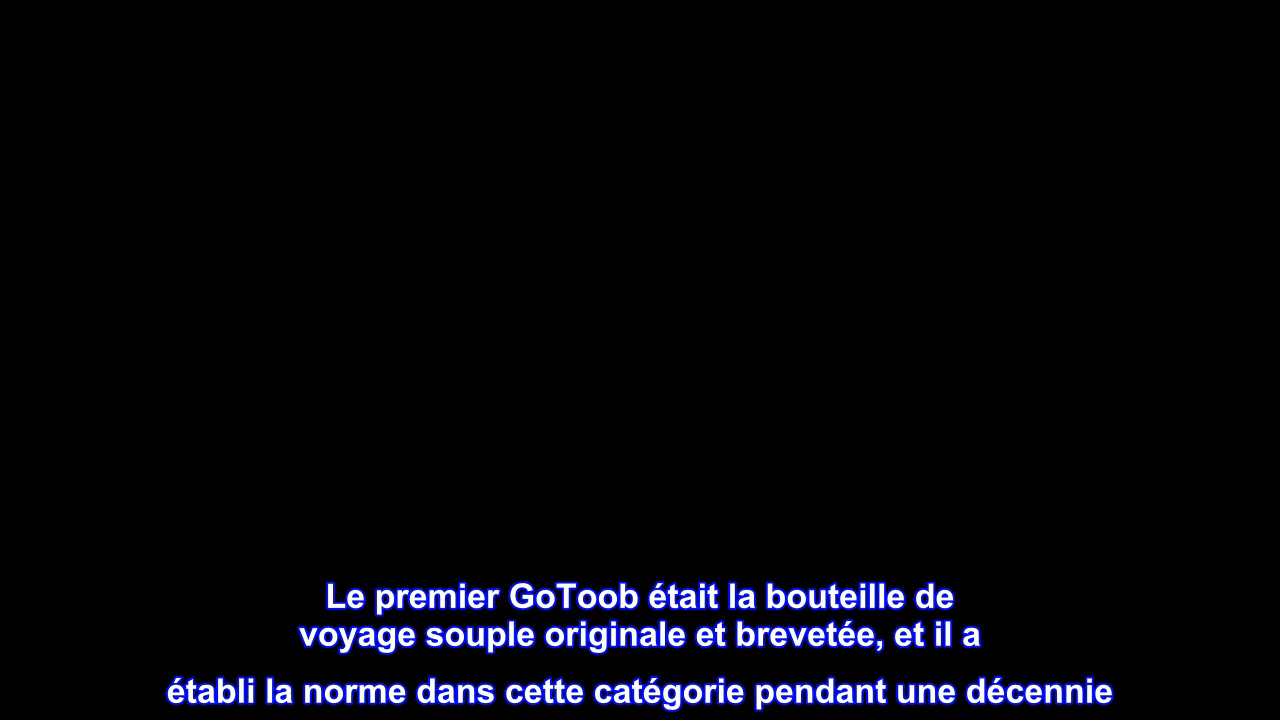 Le premier GoToob était la bouteille de
voyage souple originale et brevetée, et il a
établi la norme dans cette catégorie pendant une décennie